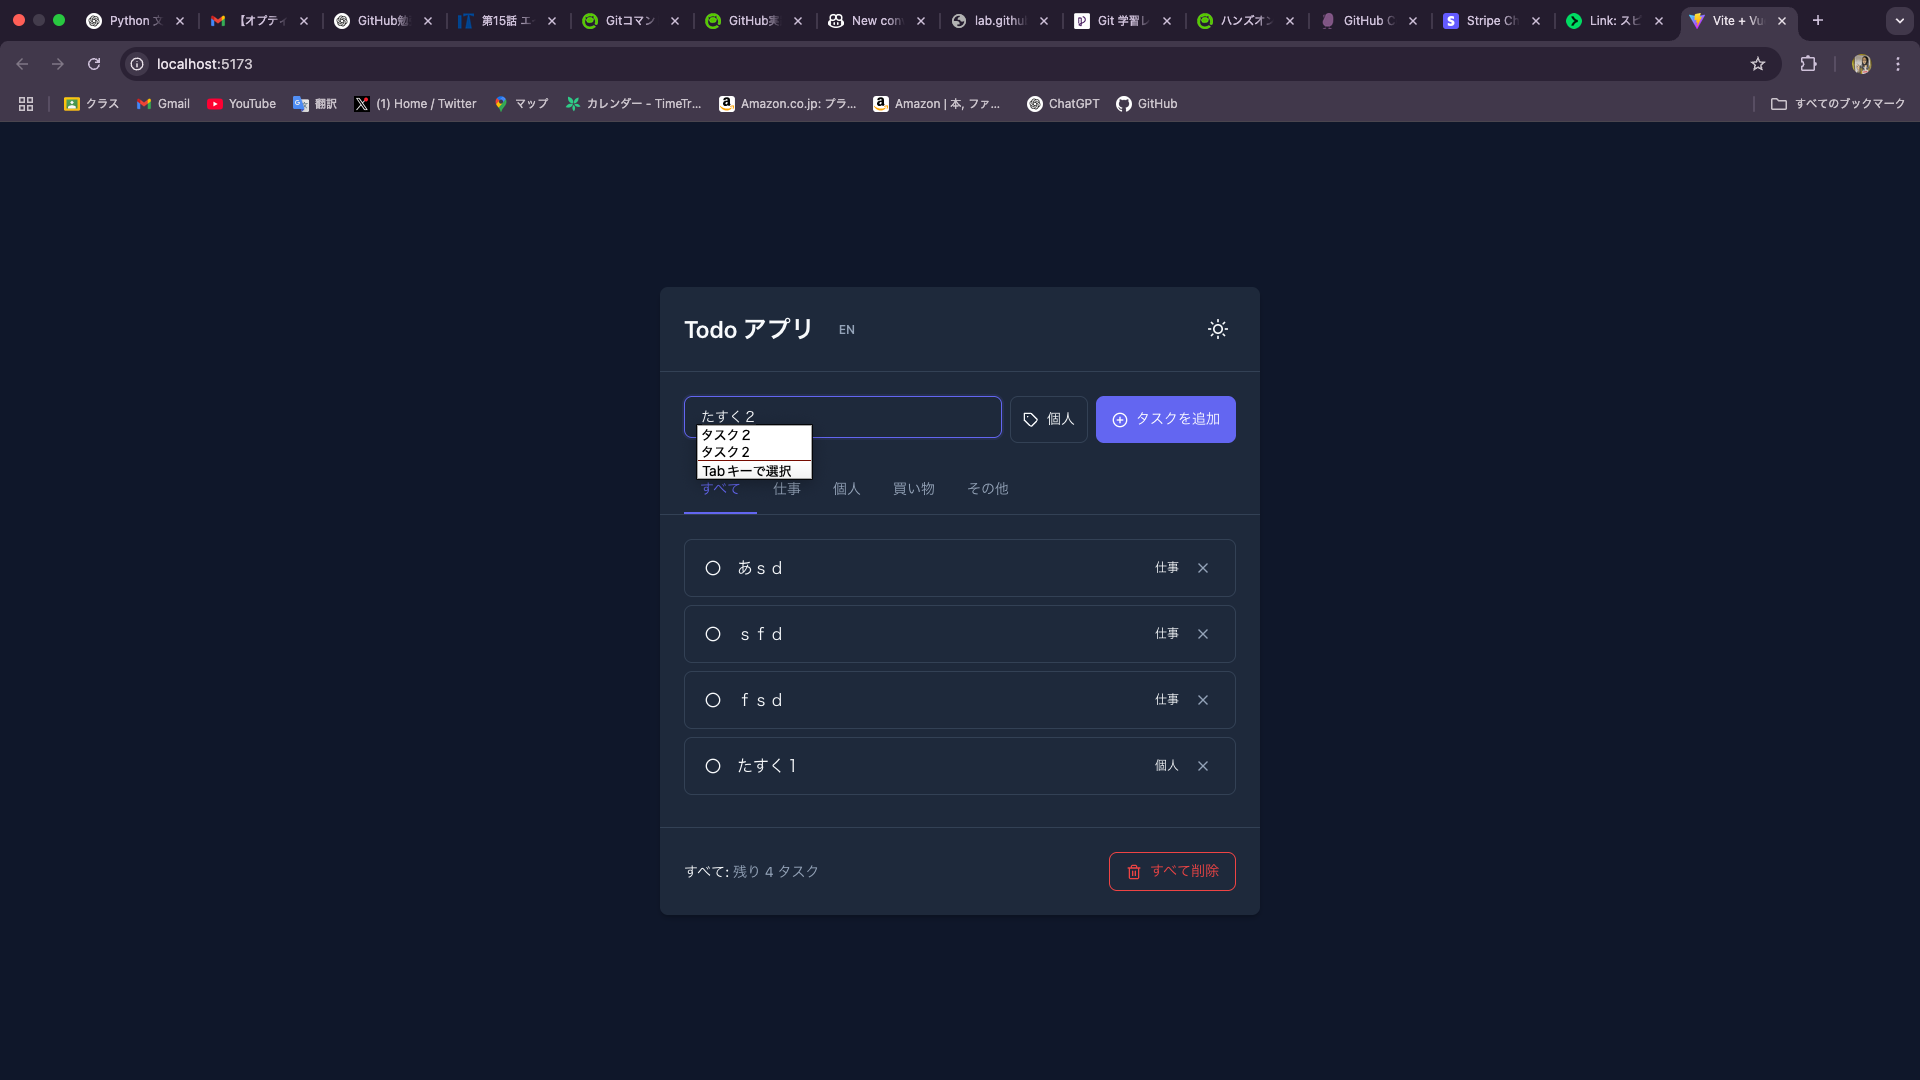 Python 文
【オプティ
GitHub勉
第15話 エー
Gitコマン
GitHub実
New con
lab.githu
Git 学習レ
ハンズオン
GitHub C
Stripe Ch
Link: スピ
Vite + Vu
localhost:5173
クラス
Gmail
YouTube
翻訳
(1) Home / Twitter
マップ
カレンダー - TimeTr...
Amazon.co.jp: プラ...
Amazon | 本, ファ...
ChatGPT
GitHub
すべてのブックマーク
Todo アプリ
EN
たすく２
個人
タスクを追加
タスク２
タスク２
Tabキーで選択
すべて
仕事
個人
買い物
その他
あｓｄ
仕事
ｓｆｄ
仕事
ｆｓｄ
仕事
たすく１
個人
すべて: 残り 4 タスク
すべて削除